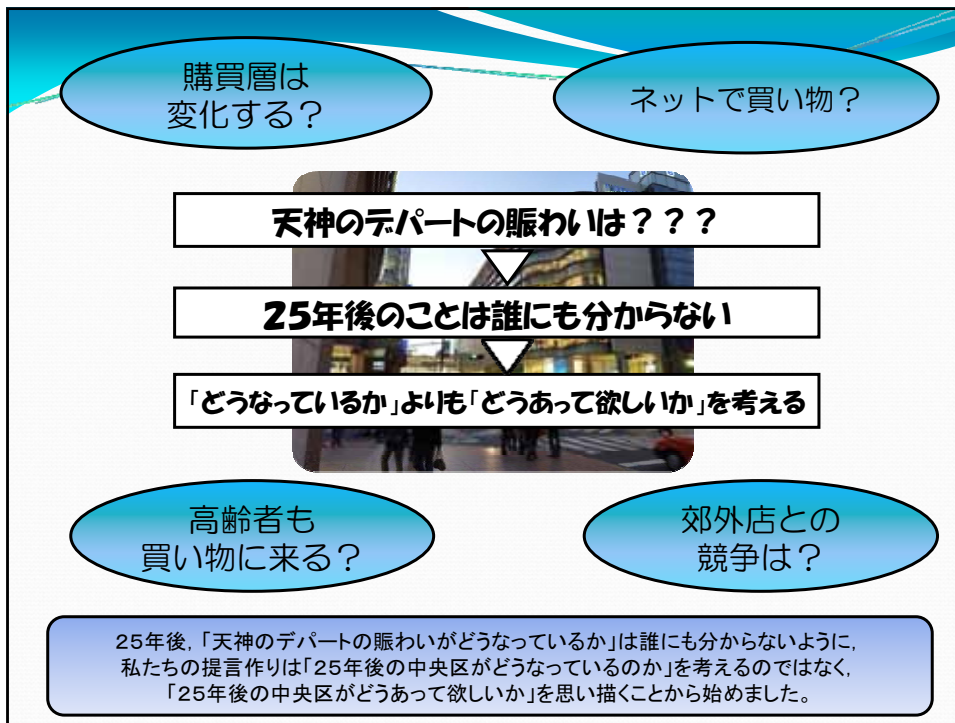 購買層は
変化する？
ネットで買い物？
天神のデパートの賑わいは？？？
25年後のことは誰にも分からない
「どうなっているか」よりも「どうあって欲しいか」を考える
高齢者も
買い物に来る？
郊外店との
競争は？
２５年後，「天神のデパートの賑わいがどうなっているか」は誰にも分からないように，
私たちの提言作りは「２５年後の中央区がどうなっているのか」を考えるのではなく，
「２５年後の中央区がどうあって欲しいか」を思い描くことから始めました。